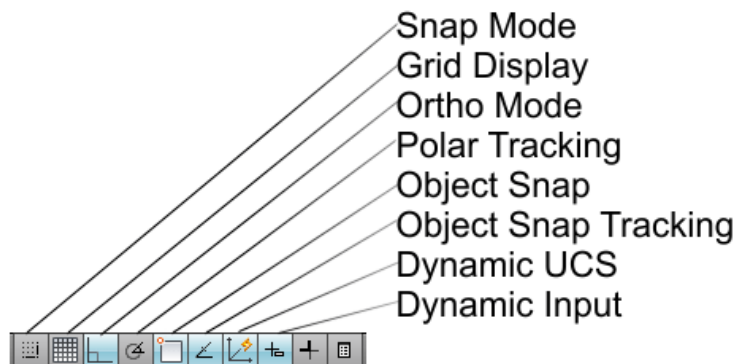 Snap Mode
Grid Display
Ortho Mode
Polar Tracking
Object Snap
Object Snap Tracking
Dynamic UCS
Dynamic Input